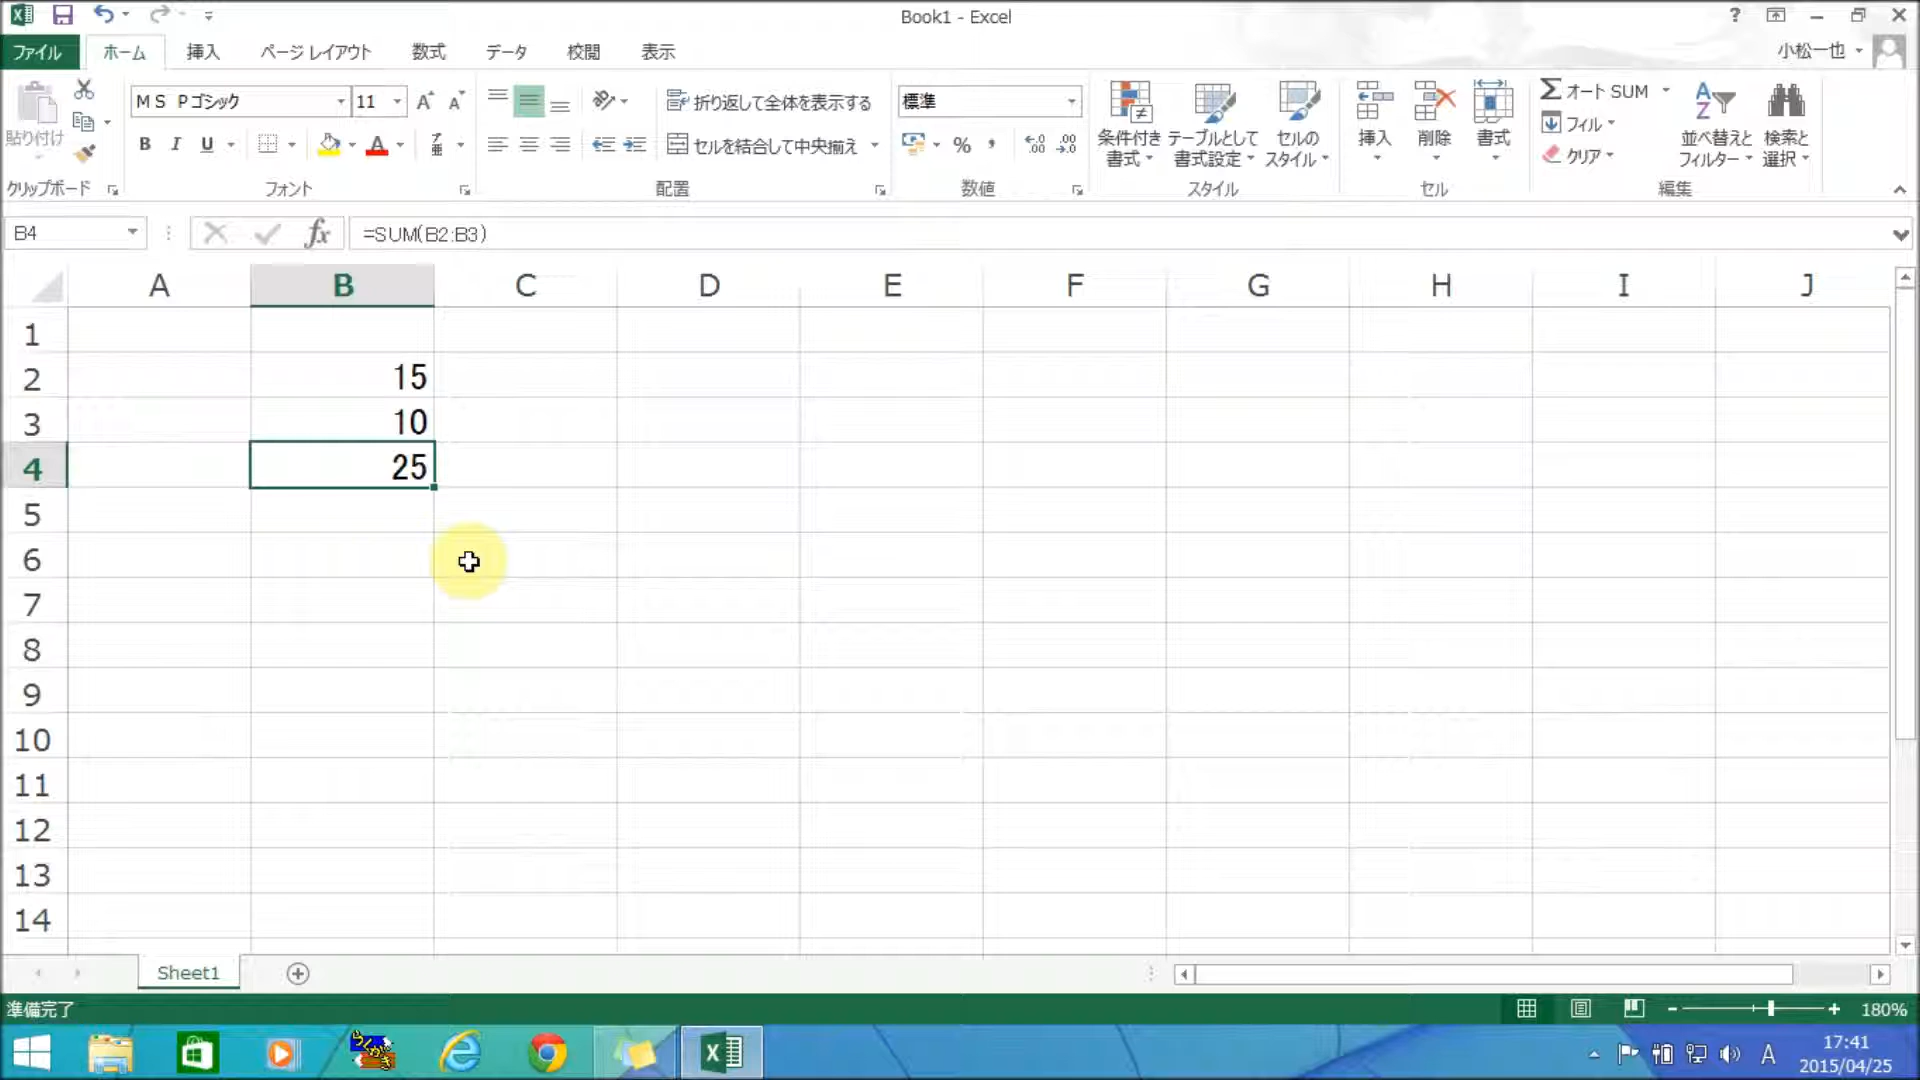 Book1 - Excel
?
ファイル ホーム 挿入 ページ レイアウト 数式 データ 校閲 表示
小松一也
貼り付け
ＭＳ Ｐゴシック 11
B I U
折り返して全体を表示する
セルを結合して中央揃え
標準
%
条件付き書式
テーブルとして書式設定
セルのスタイル
挿入 削除 書式
オート SUM
フィル
クリア
並べ替えとフィルター
検索と選択
クリップボード フォント 配置 数値 スタイル セル 編集
B4 fx =SUM(B2:B3)
A B C D E F G H I J
1
2 15
3 10
4 25
5
6
7
8
9
10
11
12
13
14
Sheet1
準備完了
180%
らくがき
A
17:41
2015/04/25